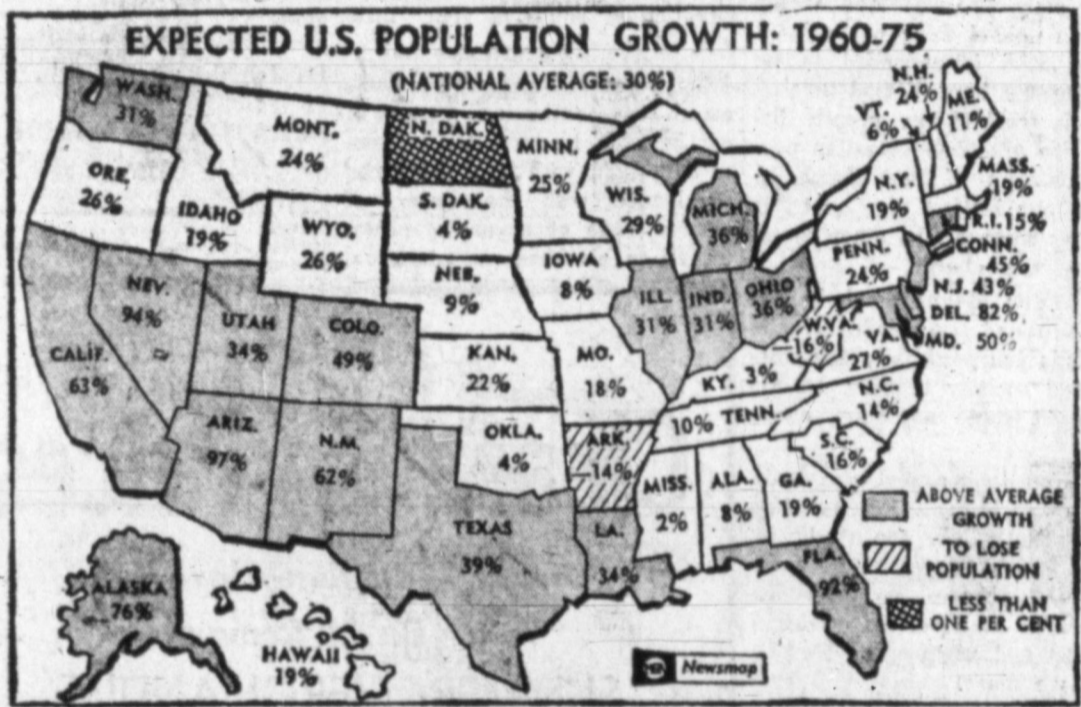 EXPECTED U.S. POPULATION GROWTH: 1960-75
(NATIONAL AVERAGE: 30%)
WASH.
31%
ORE.
26%
CALIF.
63%
NEV.
94%
IDAHO
19%
MONT.
24%
WYO.
26%
UTAH
34%
COLO.
49%
ARIZ.
97%
N.M.
62%
N. DAK.
S. DAK.
4%
NEB.
9%
KAN.
22%
OKLA.
4%
TEXAS
39%
MINN.
25%
IOWA
8%
MO.
18%
ARK.
14%
LA.
34%
WIS.
29%
ILL.
31%
MICH.
36%
IND.
31%
OHIO
36%
KY. 3%
10% TENN.
MISS.
2%
ALA.
8%
GA.
19%
FLA.
92%
S.C.
16%
N.C.
14%
VA.
27%
W.VA.
16%
PENN.
24%
N.Y.
19%
VT.
6%
N.H.
24%
ME.
11%
MASS.
19%
R.I. 15%
CONN.
45%
N.J. 43%
DEL. 82%
MD. 50%
ALASKA
76%
HAWAII
19%
ABOVE AVERAGE
GROWTH
TO LOSE
POPULATION
LESS THAN
ONE PER CENT
Newsmap